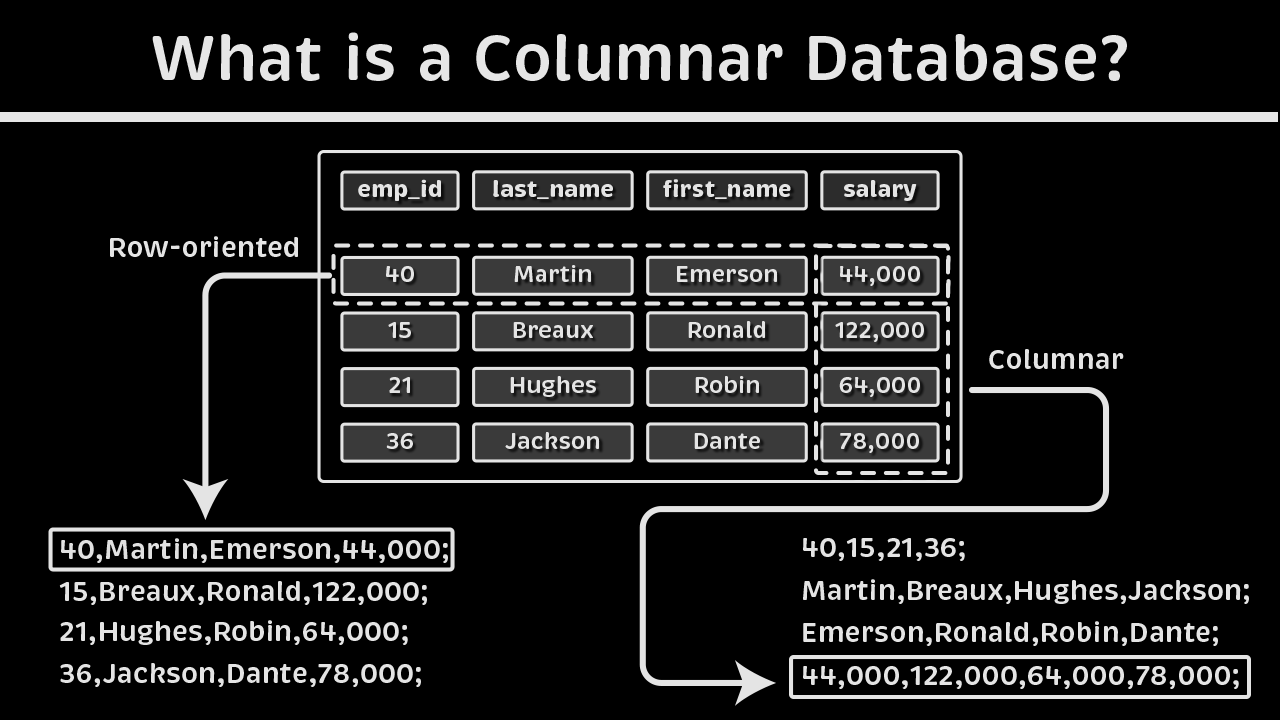 What is a Columnar Database?
emp_id last_name first_name salary
Row-oriented
40 Martin Emerson 44,000
15 Breaux Ronald 122,000
Columnar
21 Hughes Robin 64,000
36 Jackson Dante 78,000
40,Martin,Emerson,44,000;
15,Breaux,Ronald,122,000;
21,Hughes,Robin,64,000;
36,Jackson,Dante,78,000;
40,15,21,36;
Martin,Breaux,Hughes,Jackson;
Emerson,Ronald,Robin,Dante;
44,000,122,000,64,000,78,000;